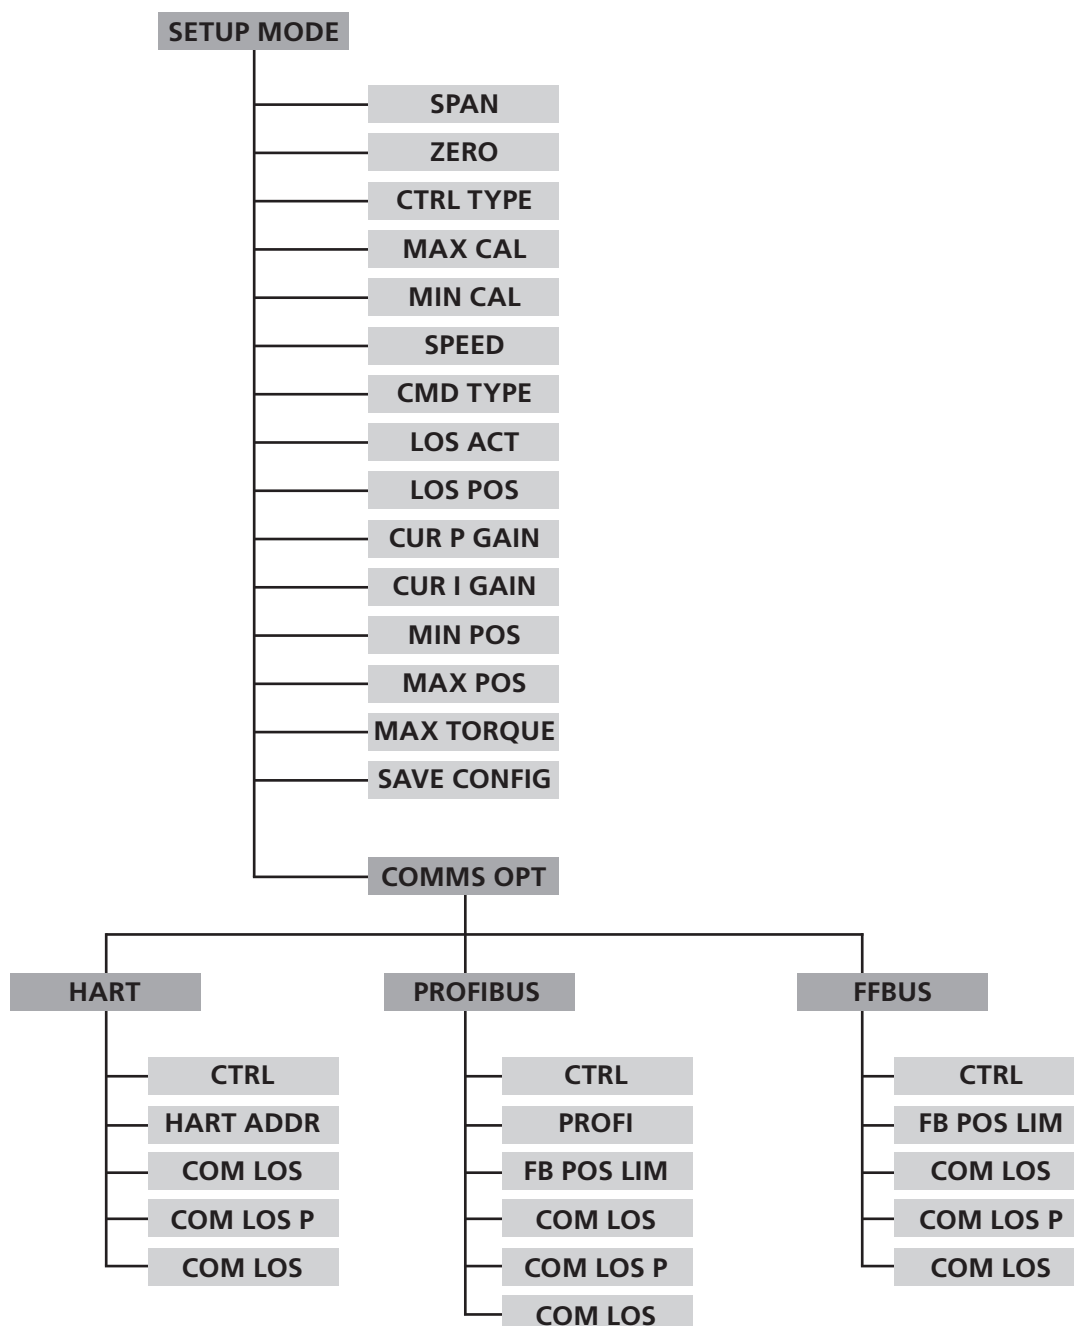 SETUP MODE
SPAN
ZERO
CTRL TYPE
MAX CAL
MIN CAL
SPEED
CMD TYPE
LOS ACT
LOS POS
CUR P GAIN
CUR I GAIN
MIN POS
MAX POS
MAX TORQUE
SAVE CONFIG
COMMS OPT
HART
CTRL
HART ADDR
COM LOS
COM LOS P
COM LOS
PROFIBUS
CTRL
PROFI
FB POS LIM
COM LOS
COM LOS P
COM LOS
FFBUS
CTRL
FB POS LIM
COM LOS
COM LOS P
COM LOS